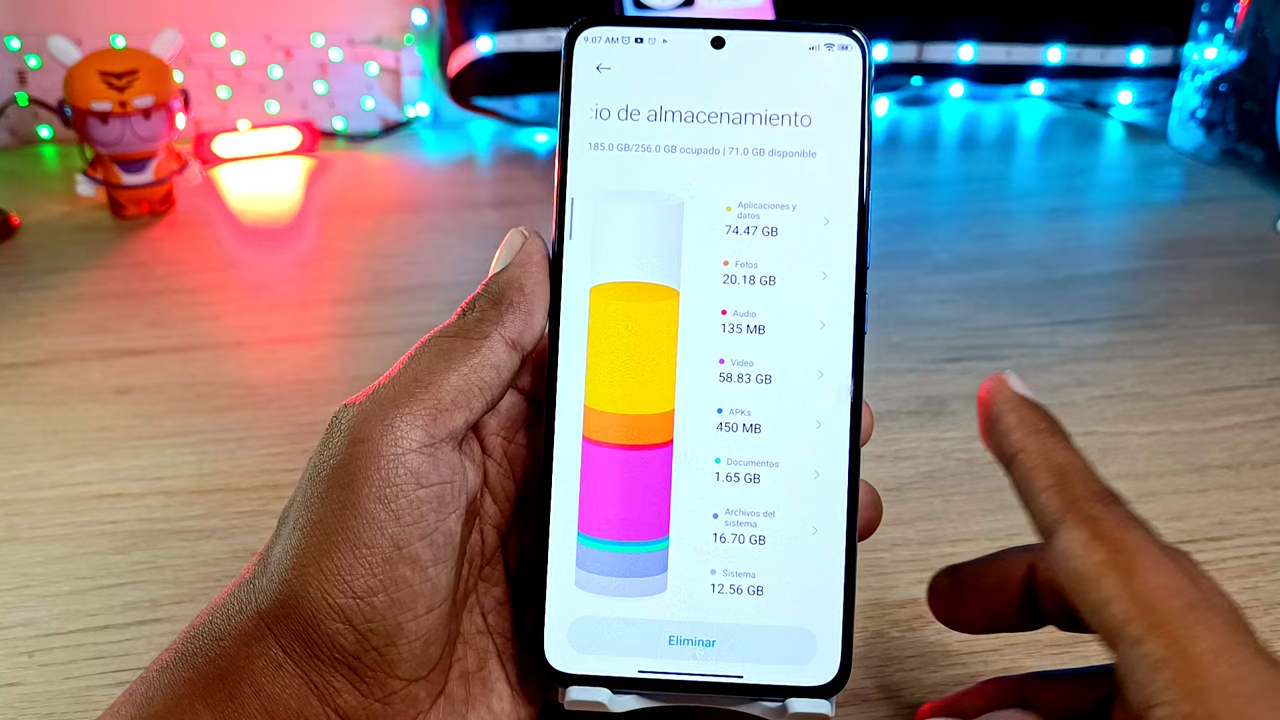 9:07 AM
io de almacenamiento
185.0 GB/256.0 GB ocupado | 71.0 GB disponible
Aplicaciones y
datos
74.47 GB
Fotos
20.18 GB
Audio
135 MB
Video
58.83 GB
APKs
450 MB
Documentos
1.65 GB
Archivos del
sistema
16.70 GB
Sistema
12.56 GB
Eliminar